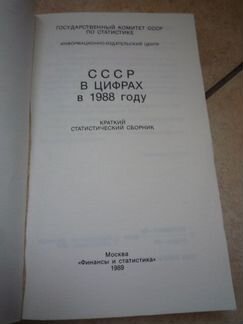 ГОСУДАРСТВЕННЫЙ КОМИТЕТ СССР
ПО СТАТИСТИКЕ
ИНФОРМАЦИОННО-ИЗДАТЕЛЬСКИЙ ЦЕНТР
СССР
В ЦИФРАХ
в 1988 году
КРАТКИЙ
СТАТИСТИЧЕСКИЙ СБОРНИК
Москва
«Финансы и статистика»
1989